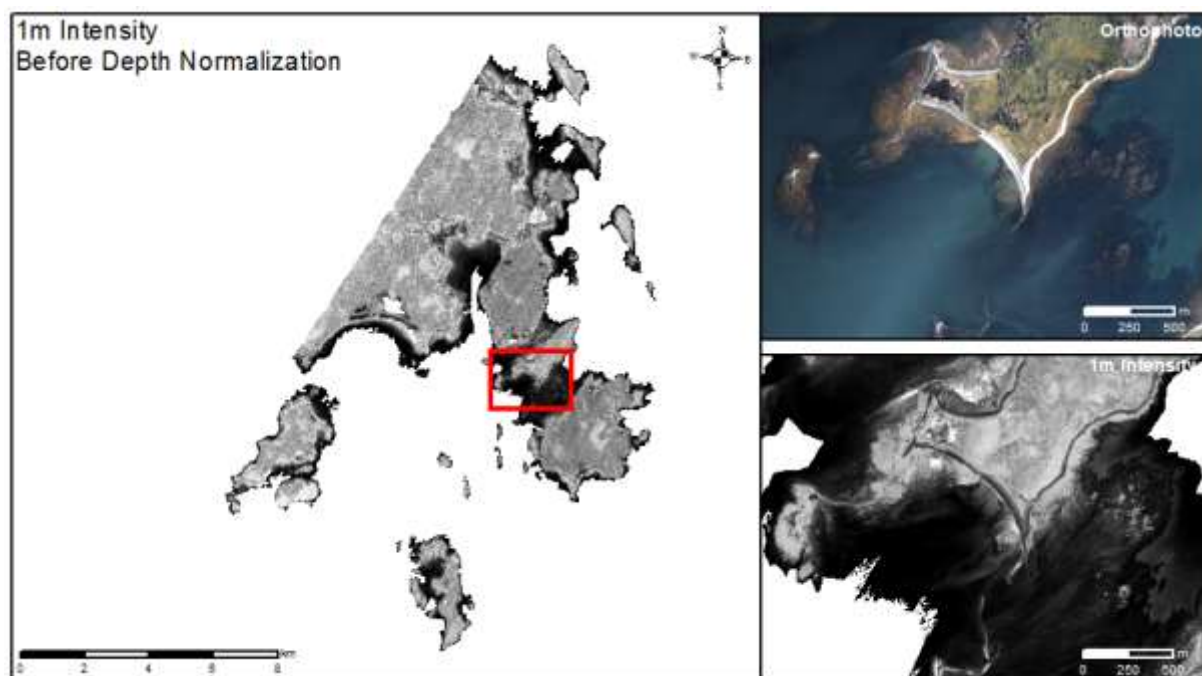 1m Intensity
Before Depth Normalization
N
W
E
S
0 2 4 6 8 km
Orthophoto
m
0 250 500
1m Intensity
m
0 250 500